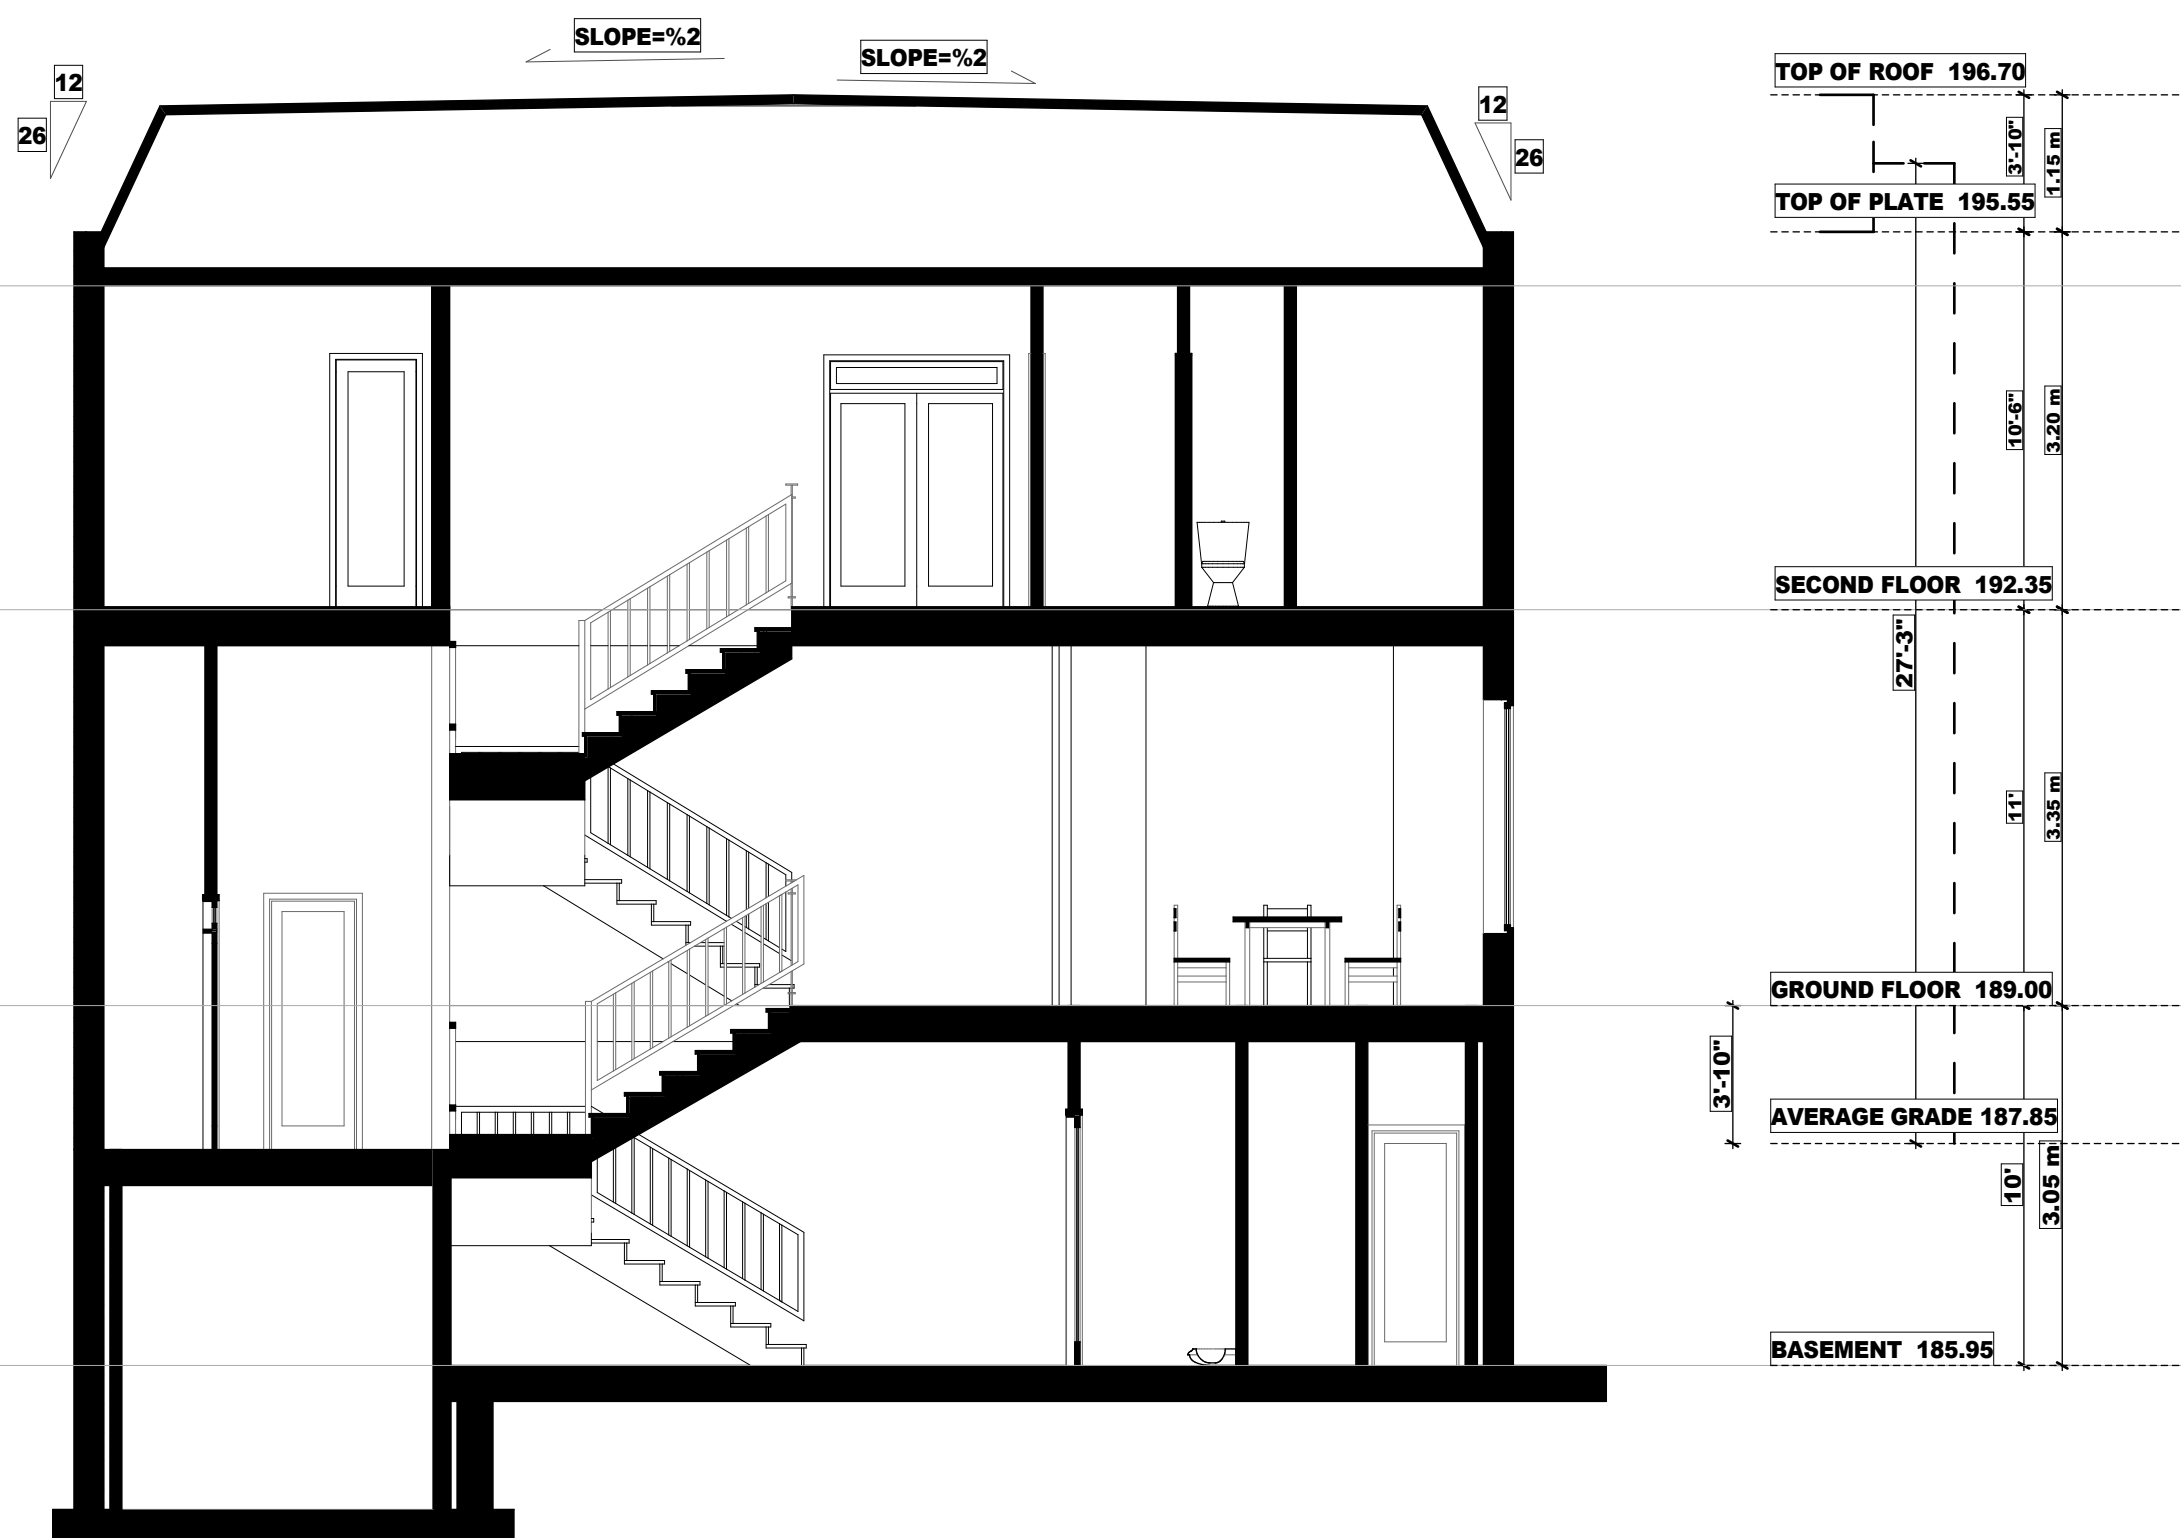 SLOPE=%2
SLOPE=%2
12
26
12
26
TOP OF ROOF 196.70
3'-10"
1.15 m
TOP OF PLATE 195.55
10'-6"
3.20 m
SECOND FLOOR 192.35
27'-3"
11'
3.35 m
GROUND FLOOR 189.00
3'-10"
AVERAGE GRADE 187.85
10'
3.05 m
BASEMENT 185.95